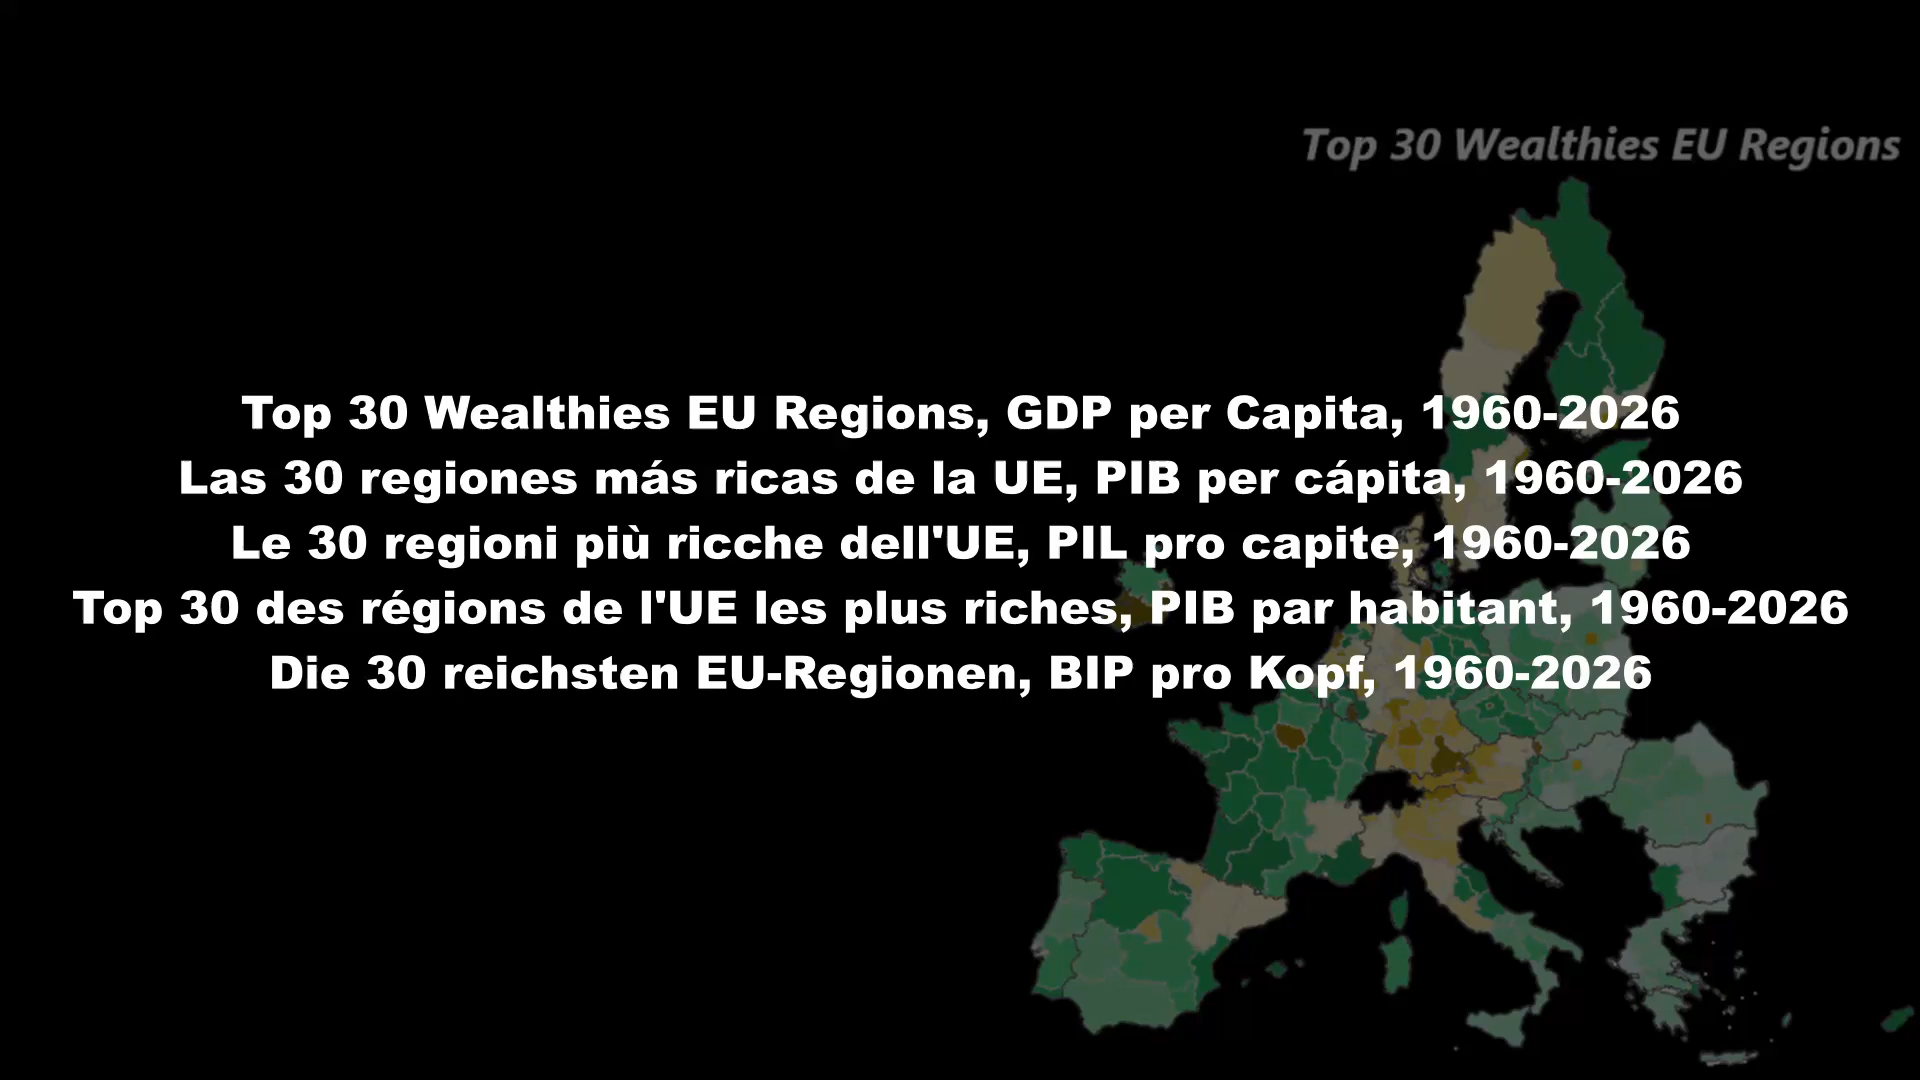 Top 30 Wealthies EU Regions
Top 30 Wealthies EU Regions, GDP per Capita, 1960-2026
Las 30 regiones más ricas de la UE, PIB per cápita, 1960-2026
Le 30 regioni più ricche dell'UE, PIL pro capite, 1960-2026
Top 30 des régions de l'UE les plus riches, PIB par habitant, 1960-2026
Die 30 reichsten EU-Regionen, BIP pro Kopf, 1960-2026